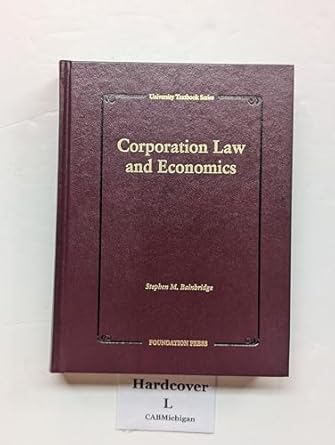 University Textbook Series
Corporation Law
and Economics
Stephen M. Bainbridge
FOUNDATION PRESS
Hardcover
L
CABMichigan